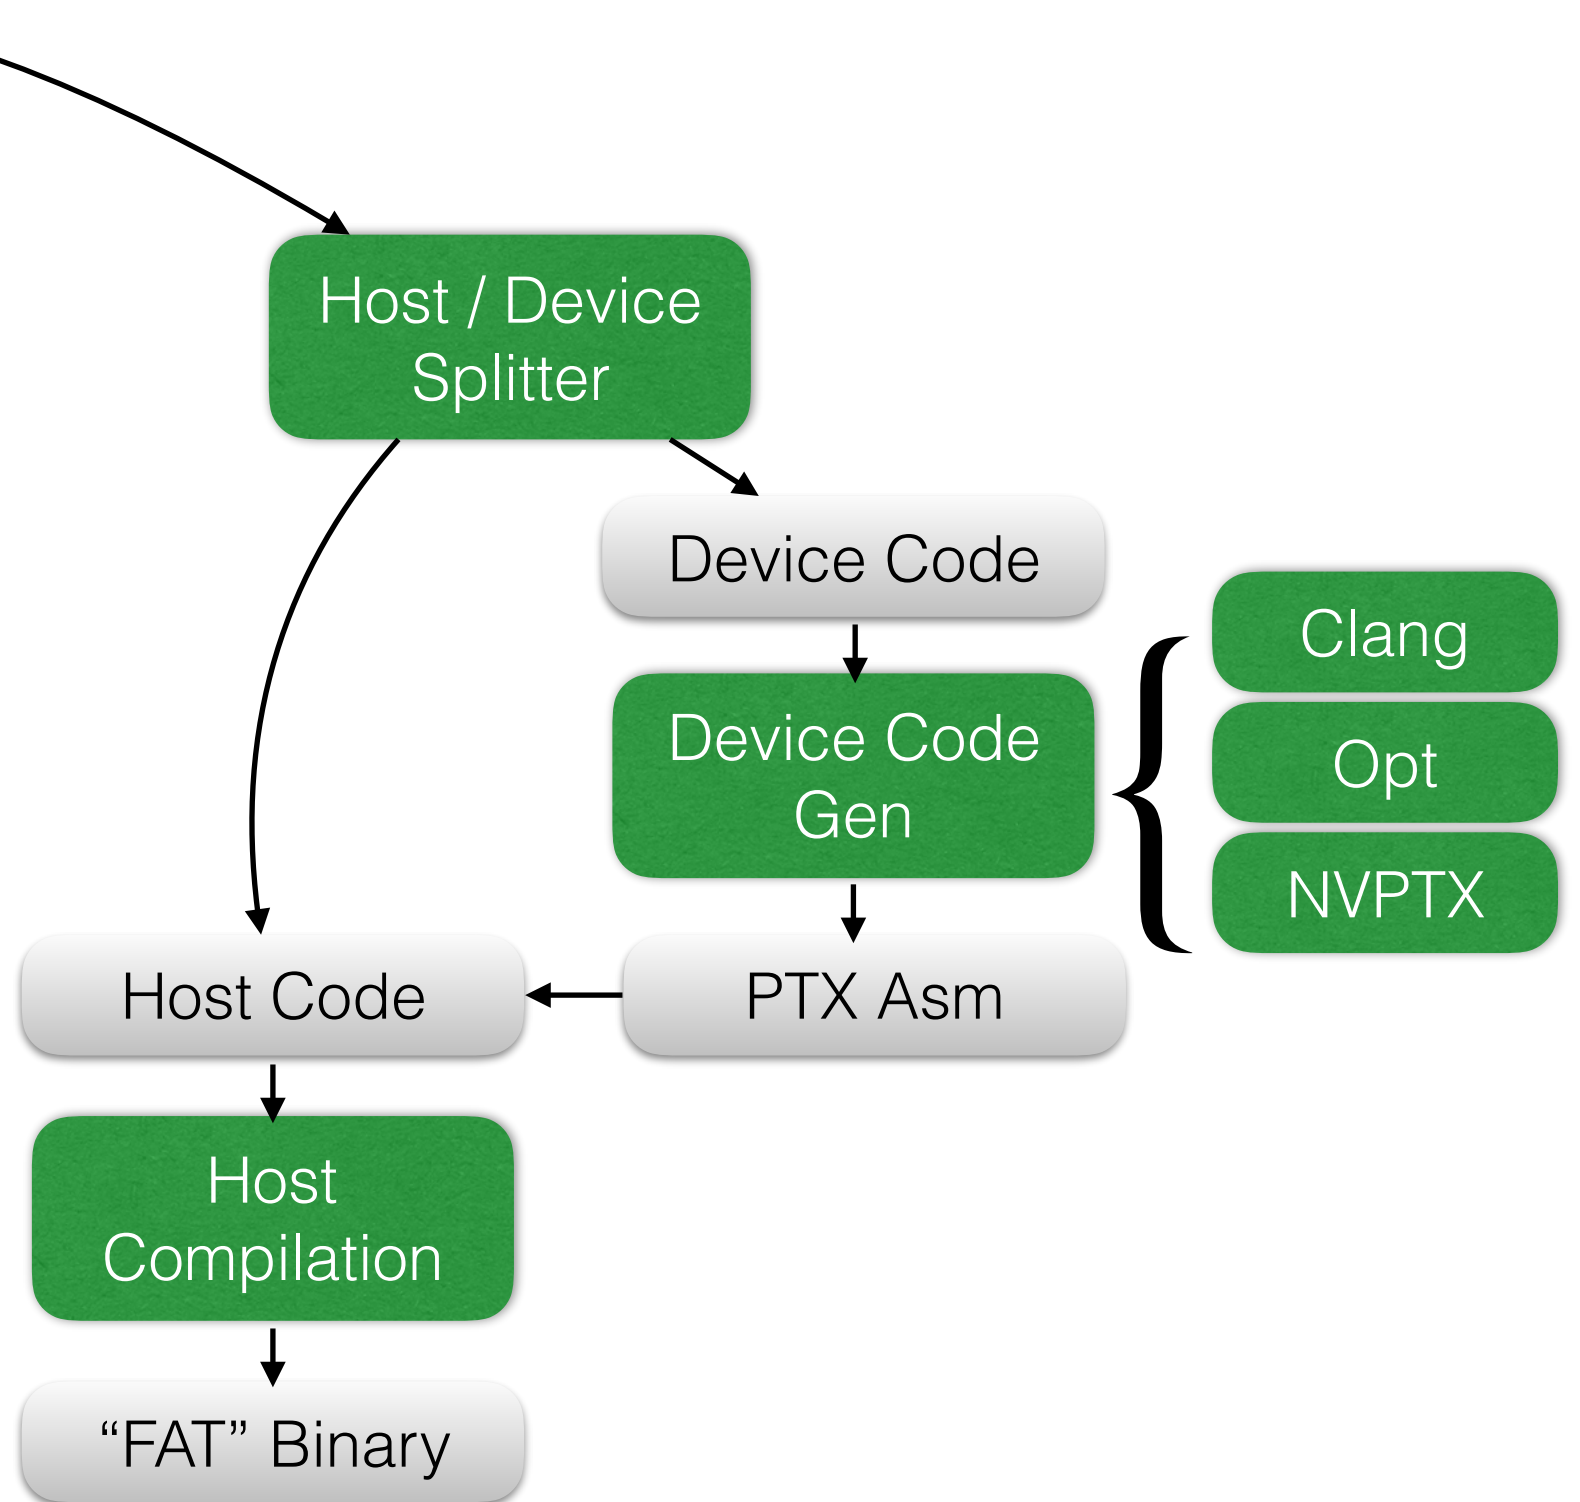 Host / Device
Splitter
Device Code
Clang
Device Code
Gen
Opt
NVPTX
Host Code
PTX Asm
Host
Compilation
“FAT” Binary